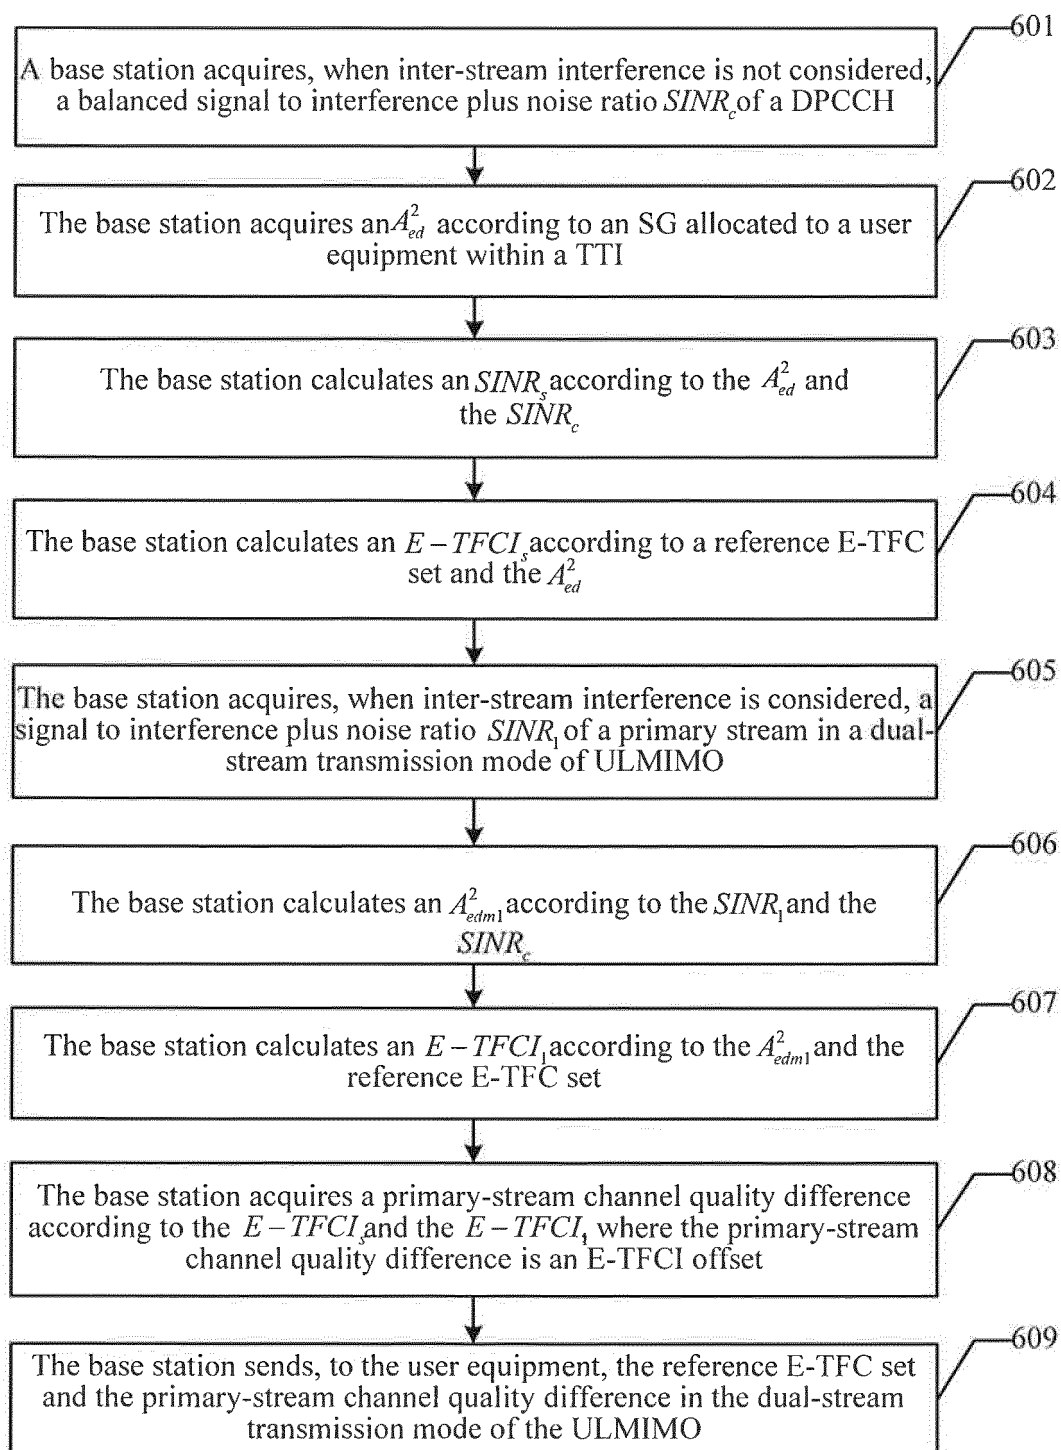 601
A base station acquires, when inter-stream interference is not considered,
a balanced signal to interference plus noise ratio SINR_c of a DPCCH
602
The base station acquires an A_ed^2 according to an SG allocated to a user
equipment within a TTI
603
The base station calculates an SINR_s according to the A_ed^2 and
the SINR_c
604
The base station calculates an E-TFCI_s according to a reference E-TFC
set and the A_ed^2
605
The base station acquires, when inter-stream interference is considered, a
signal to interference plus noise ratio SINR_1 of a primary stream in a dual-
stream transmission mode of ULMIMO
606
The base station calculates an A_edm1^2 according to the SINR_1 and the
SINR_c
607
The base station calculates an E-TFCI_1 according to the A_edm1^2 and the
reference E-TFC set
608
The base station acquires a primary-stream channel quality difference
according to the E-TFCI_s and the E-TFCI_1, where the primary-stream
channel quality difference is an E-TFCI offset
609
The base station sends, to the user equipment, the reference E-TFC set
and the primary-stream channel quality difference in the dual-stream
transmission mode of the ULMIMO